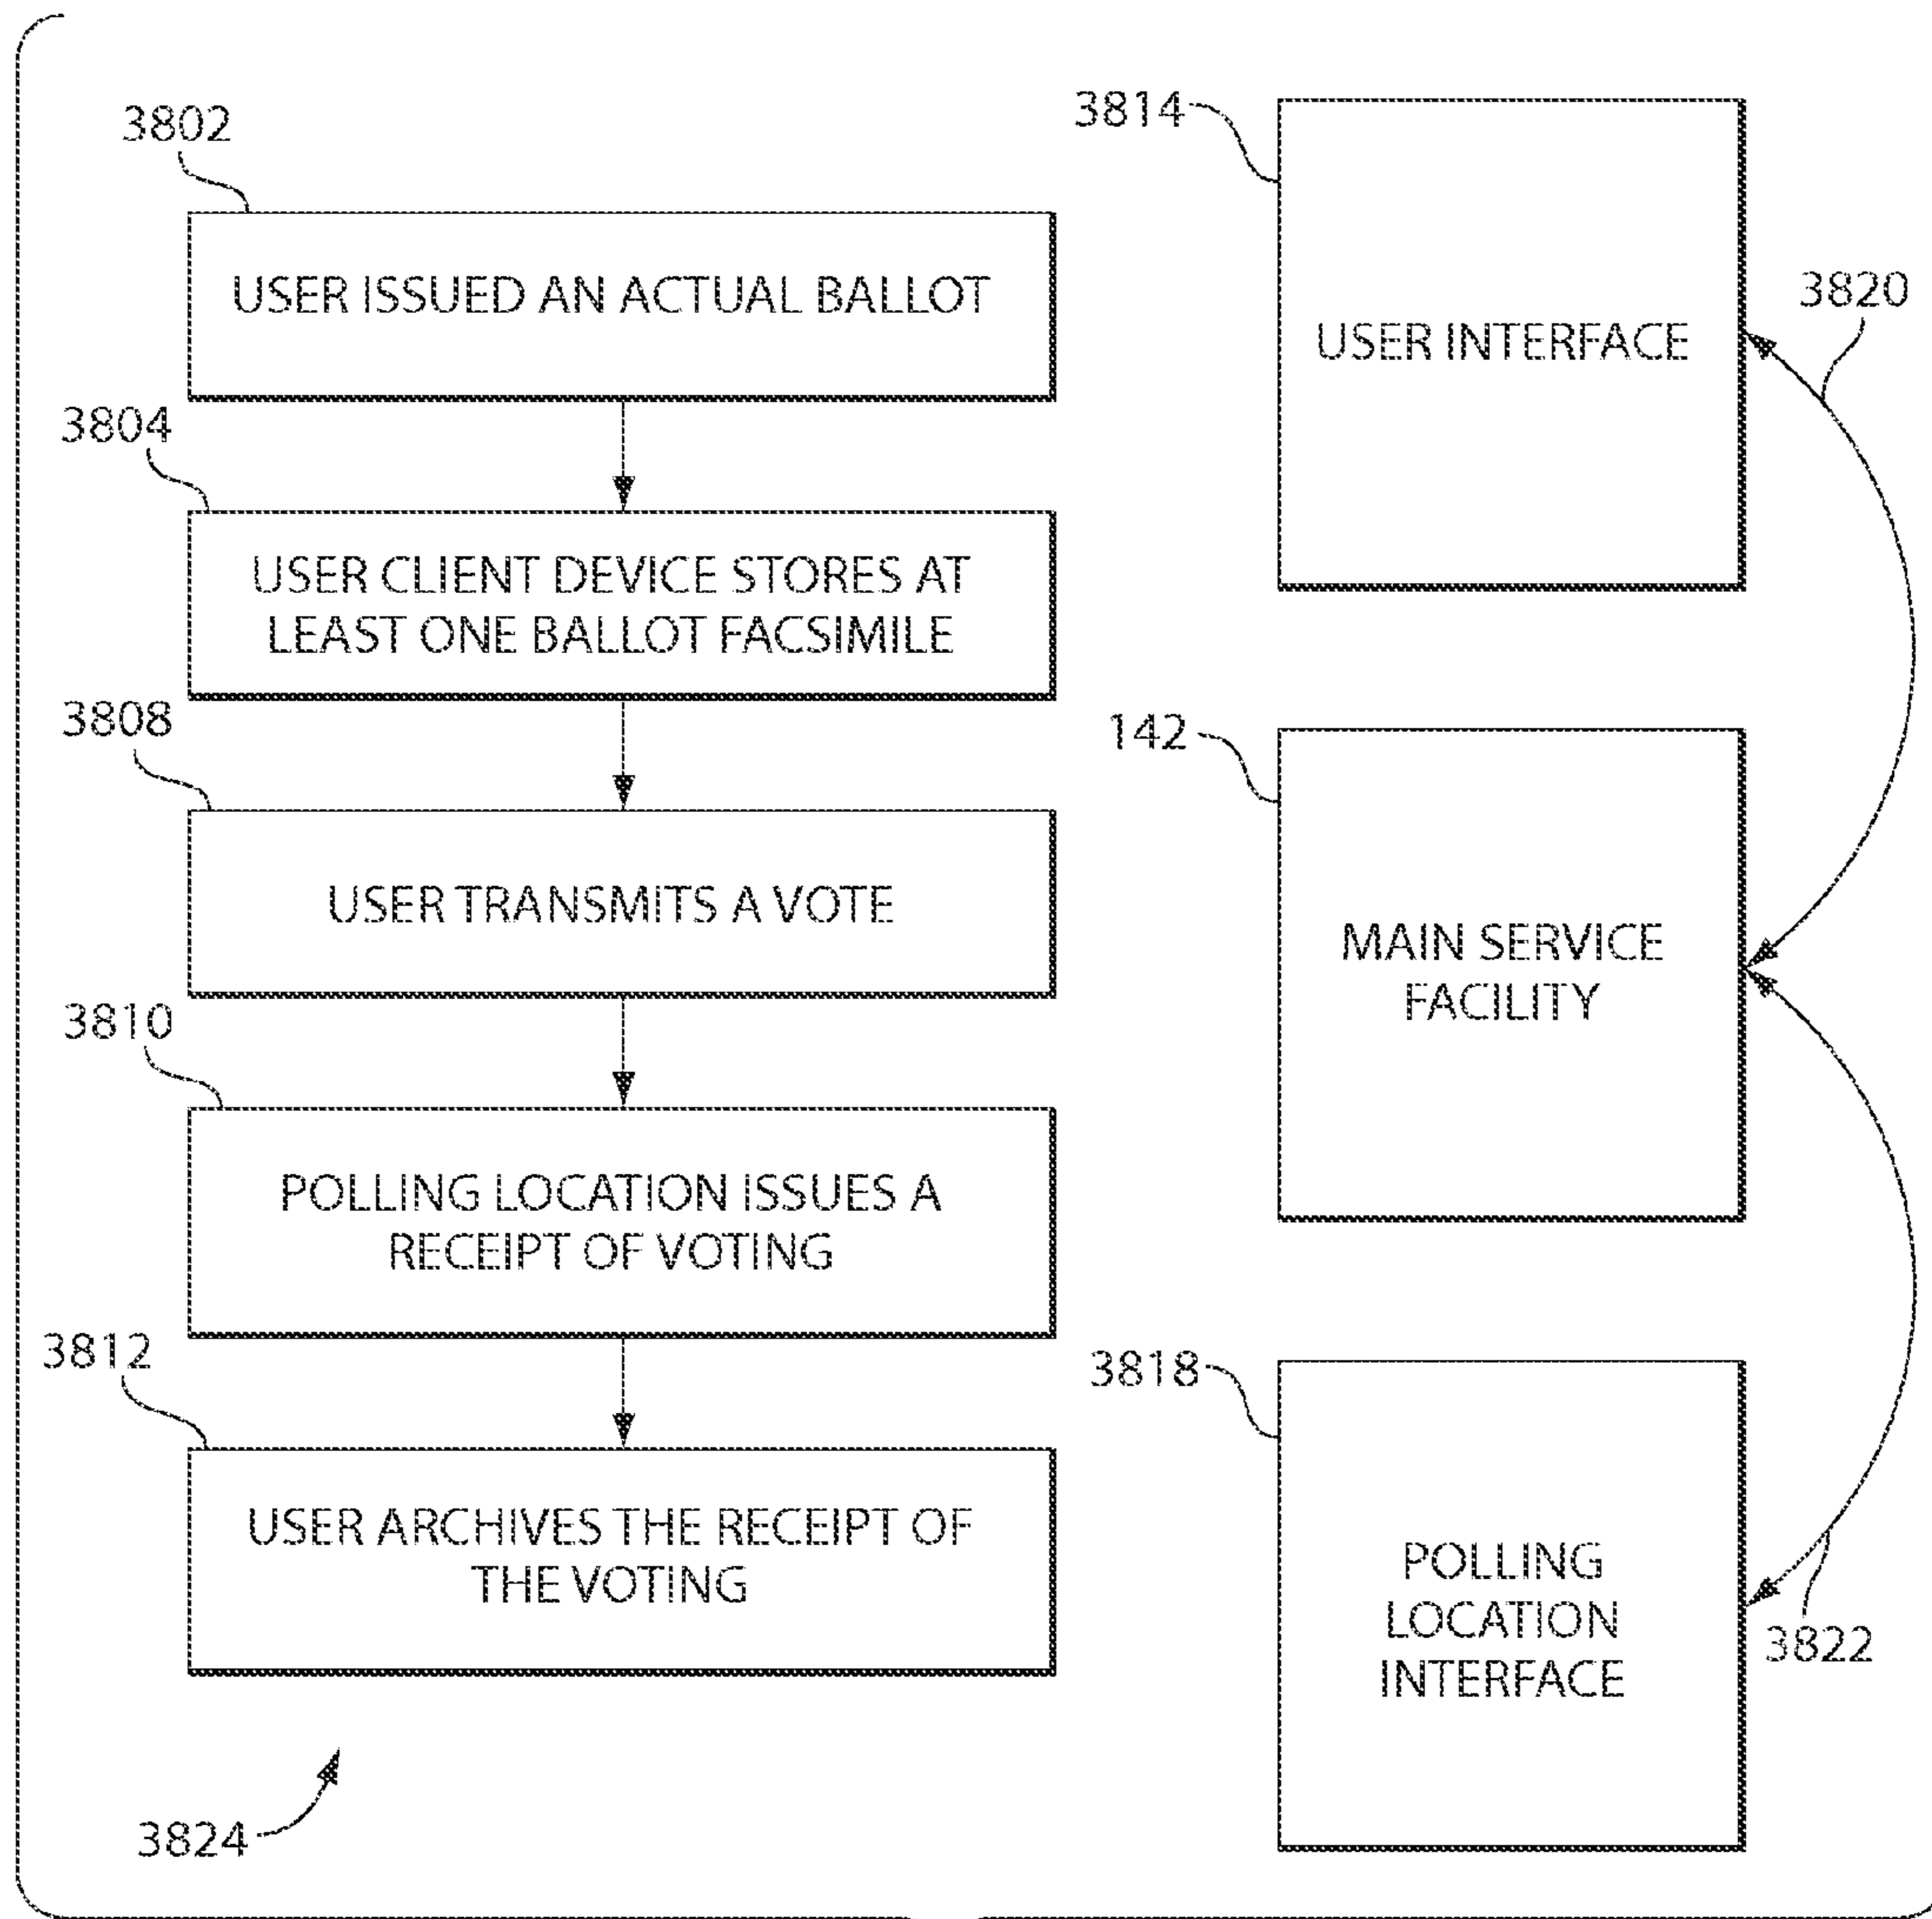 3802
USER ISSUED AN ACTUAL BALLOT
3804
USER CLIENT DEVICE STORES AT
LEAST ONE BALLOT FACSIMILE
3808
USER TRANSMITS A VOTE
3810
POLLING LOCATION ISSUES A
RECEIPT OF VOTING
3812
USER ARCHIVES THE RECEIPT OF
THE VOTING
3824
3814
USER INTERFACE
3820
142
MAIN SERVICE
FACILITY
3818
POLLING
LOCATION
INTERFACE
3822